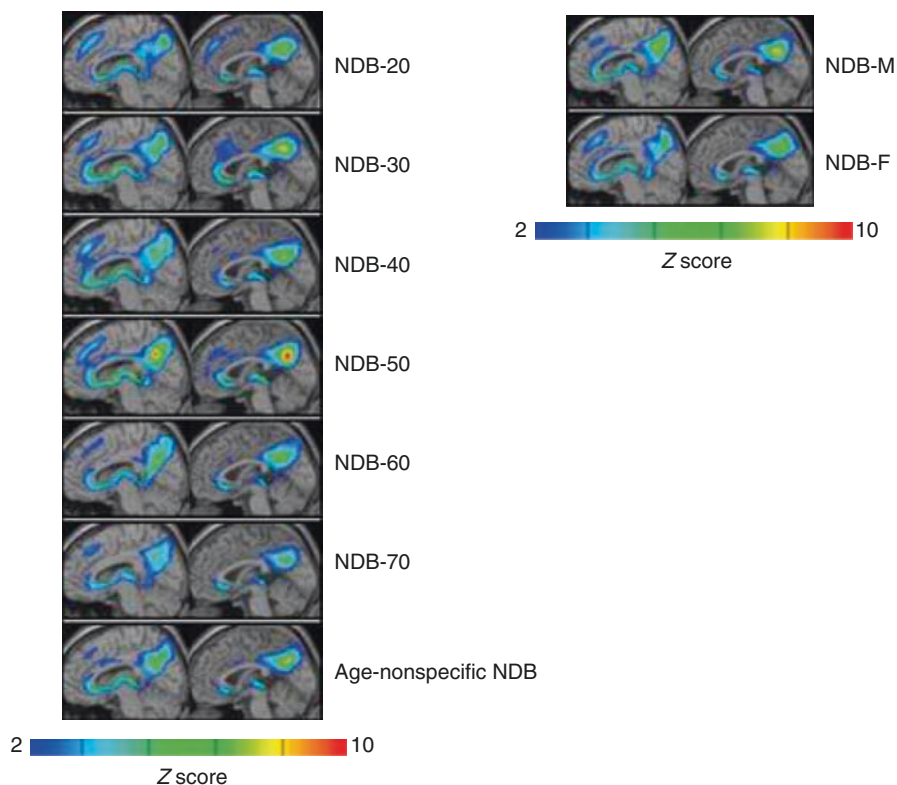 NDB-20
NDB-30
NDB-40
NDB-50
NDB-60
NDB-70
Age-nonspecific NDB
2 10
Z score
NDB-M
NDB-F
2 10
Z score